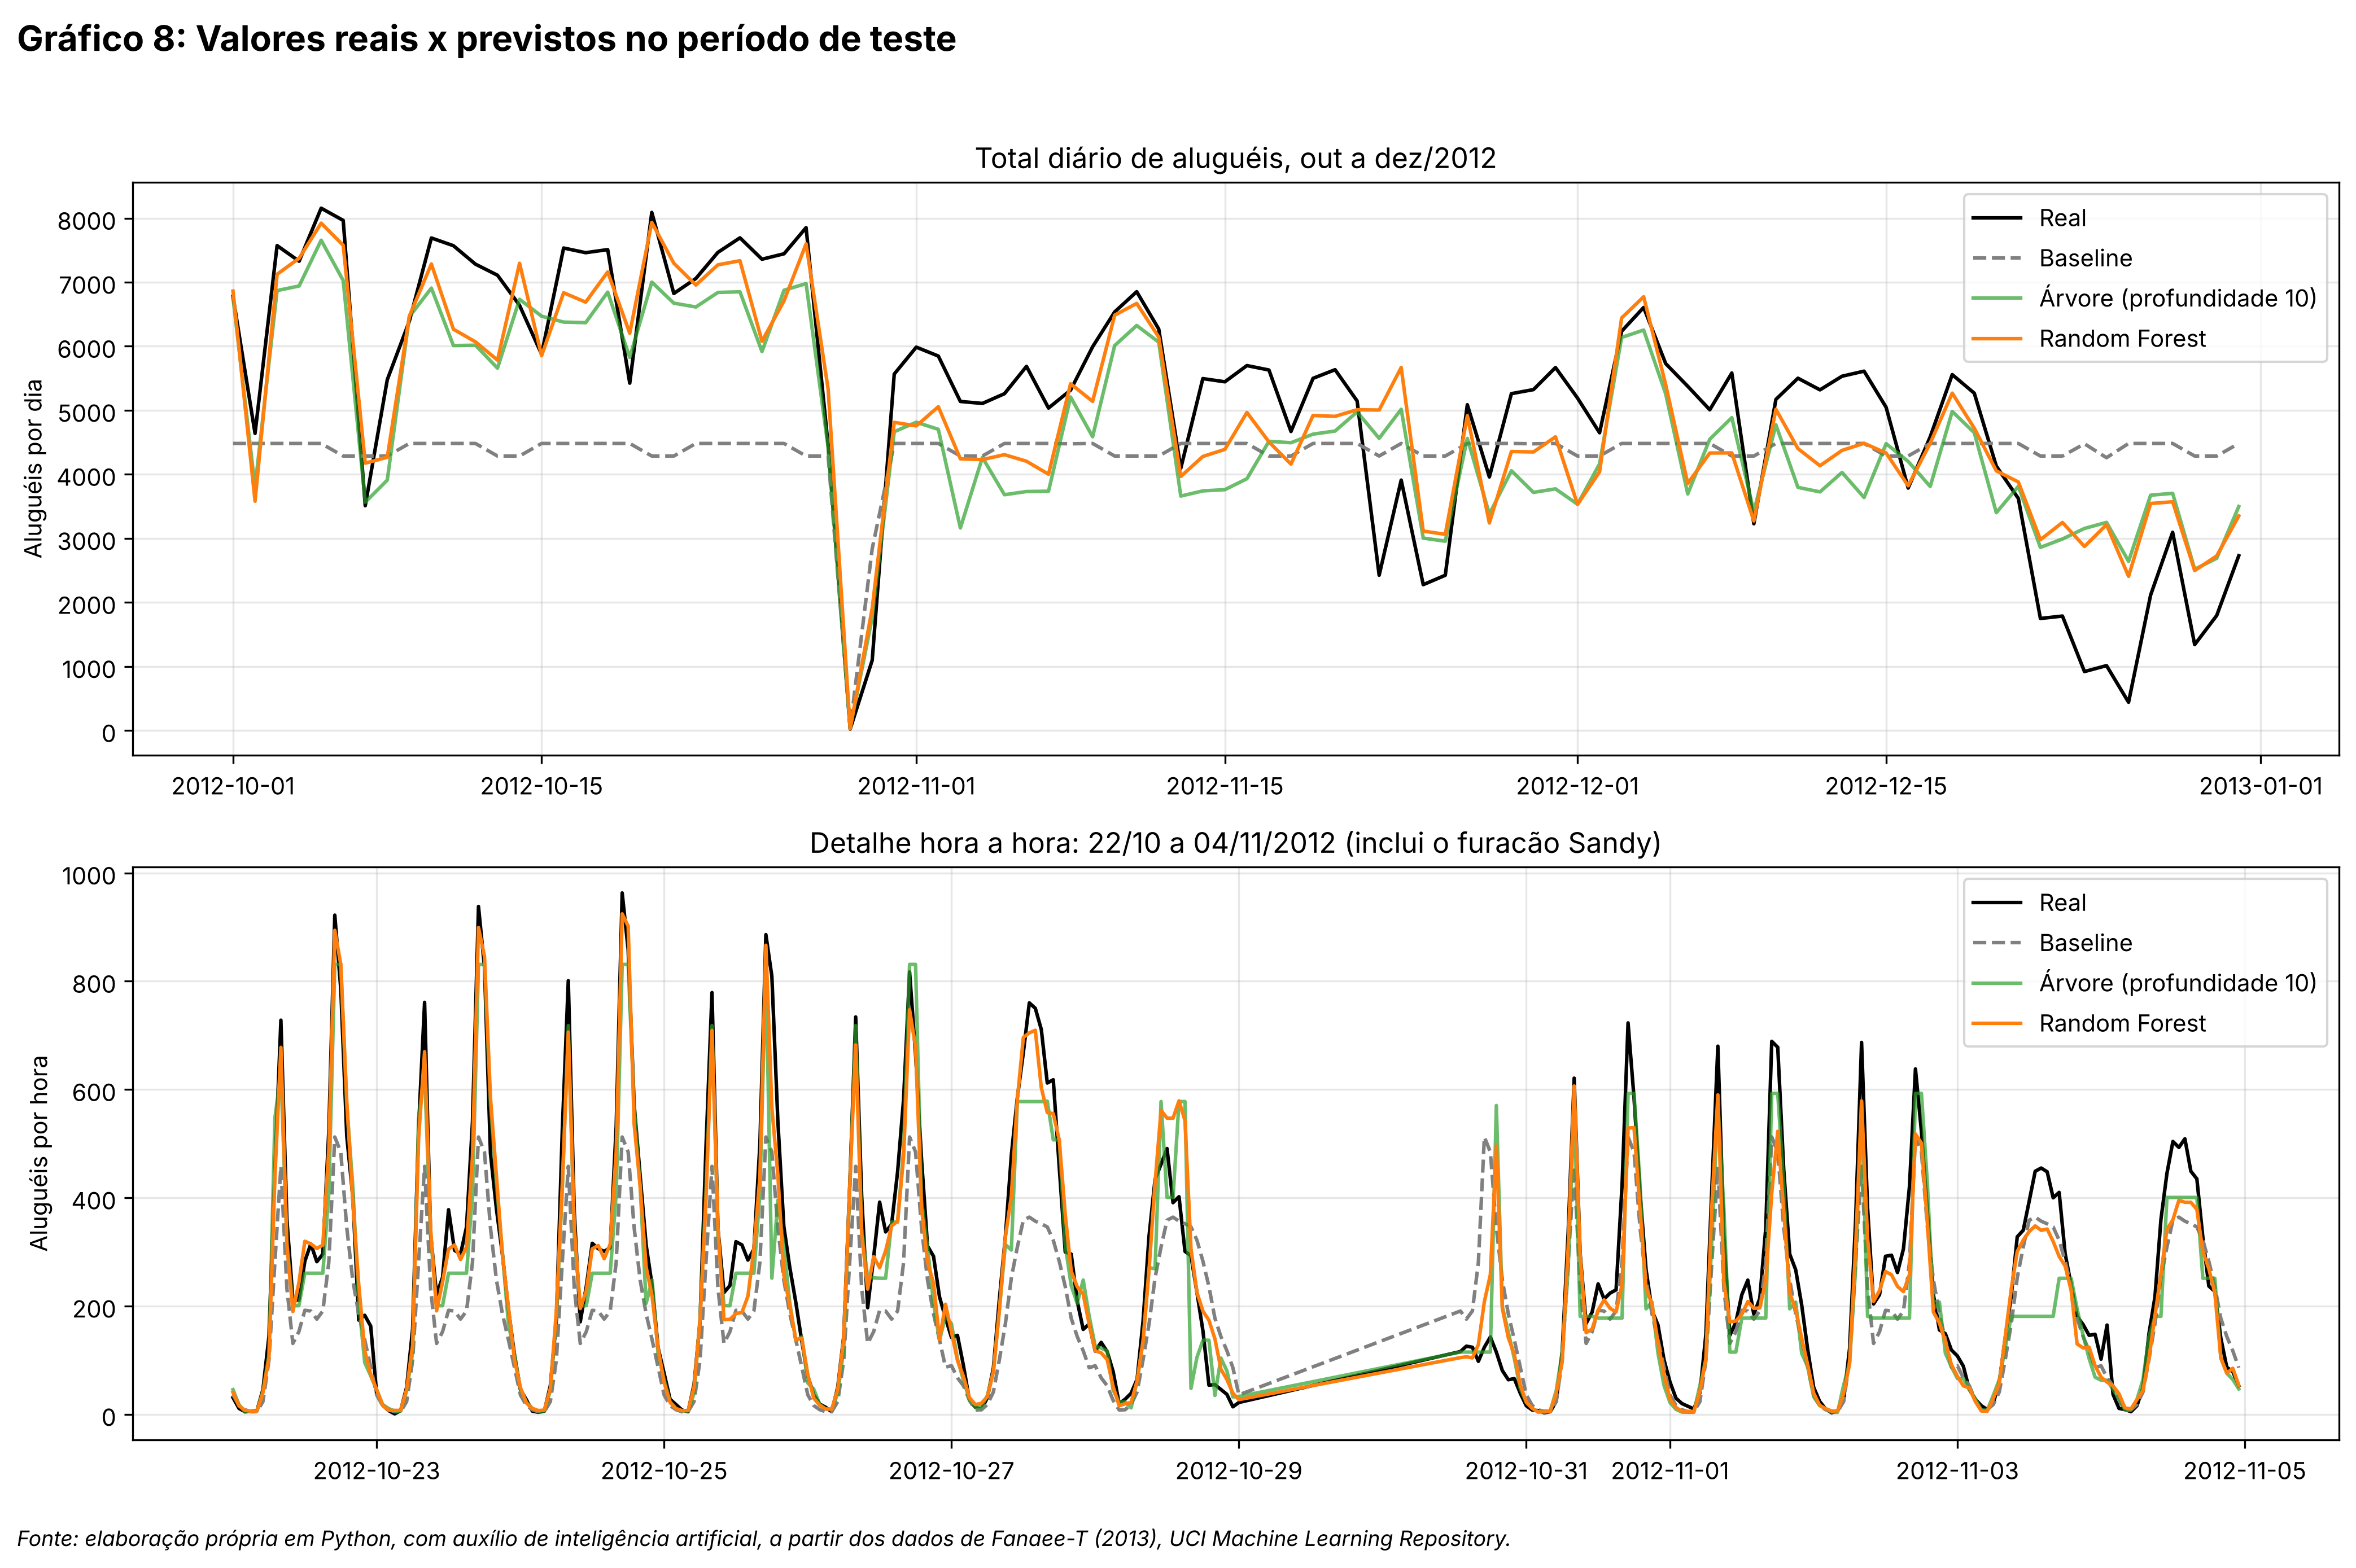 Gráfico 8: Valores reais x previstos no período de teste
Total diário de aluguéis, out a dez/2012
Aluguéis por dia
8000
7000
6000
5000
4000
3000
2000
1000
0
Real
Baseline
Árvore (profundidade 10)
Random Forest
2012-10-01 2012-10-15 2012-11-01 2012-11-15 2012-12-01 2012-12-15 2013-01-01
Detalhe hora a hora: 22/10 a 04/11/2012 (inclui o furacão Sandy)
Aluguéis por hora
1000
800
600
400
200
0
Real
Baseline
Árvore (profundidade 10)
Random Forest
2012-10-23 2012-10-25 2012-10-27 2012-10-29 2012-10-31 2012-11-01 2012-11-03 2012-11-05
Fonte: elaboração própria em Python, com auxílio de inteligência artificial, a partir dos dados de Fanaee-T (2013), UCI Machine Learning Repository.